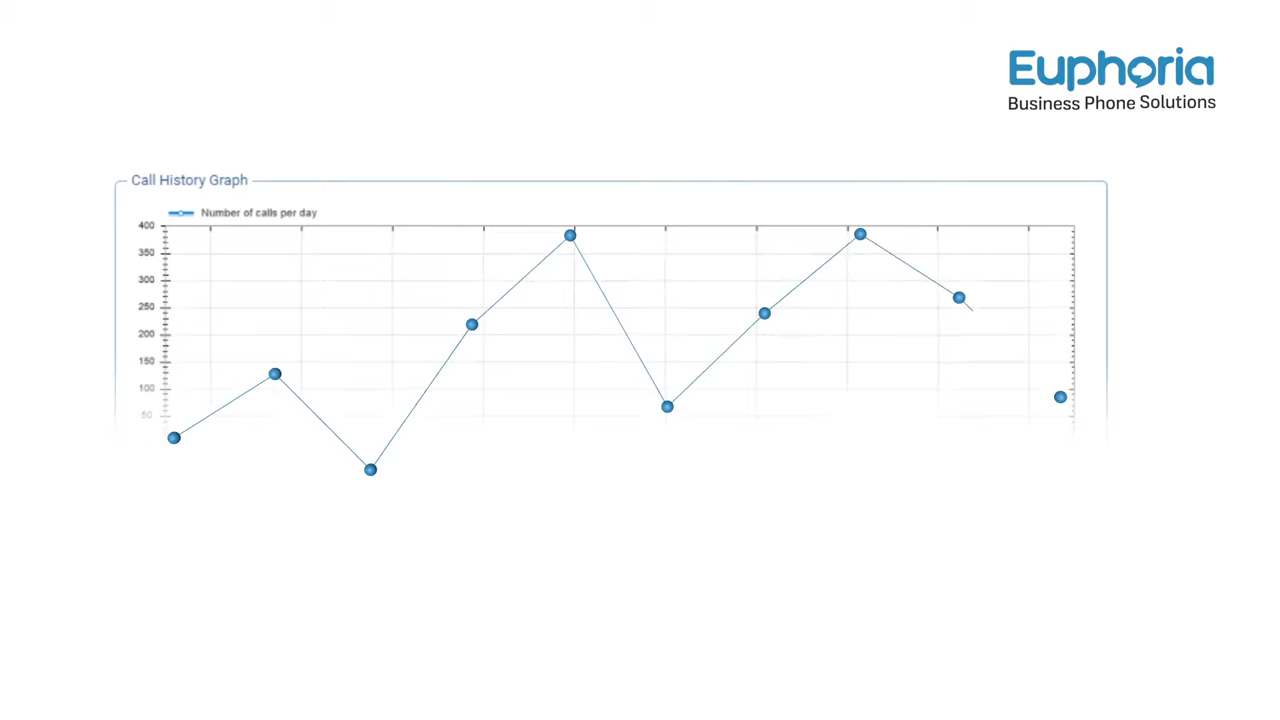 Euphoria
Business Phone Solutions
Call History Graph
Number of calls per day
400
350
300
250
200
150
100
50